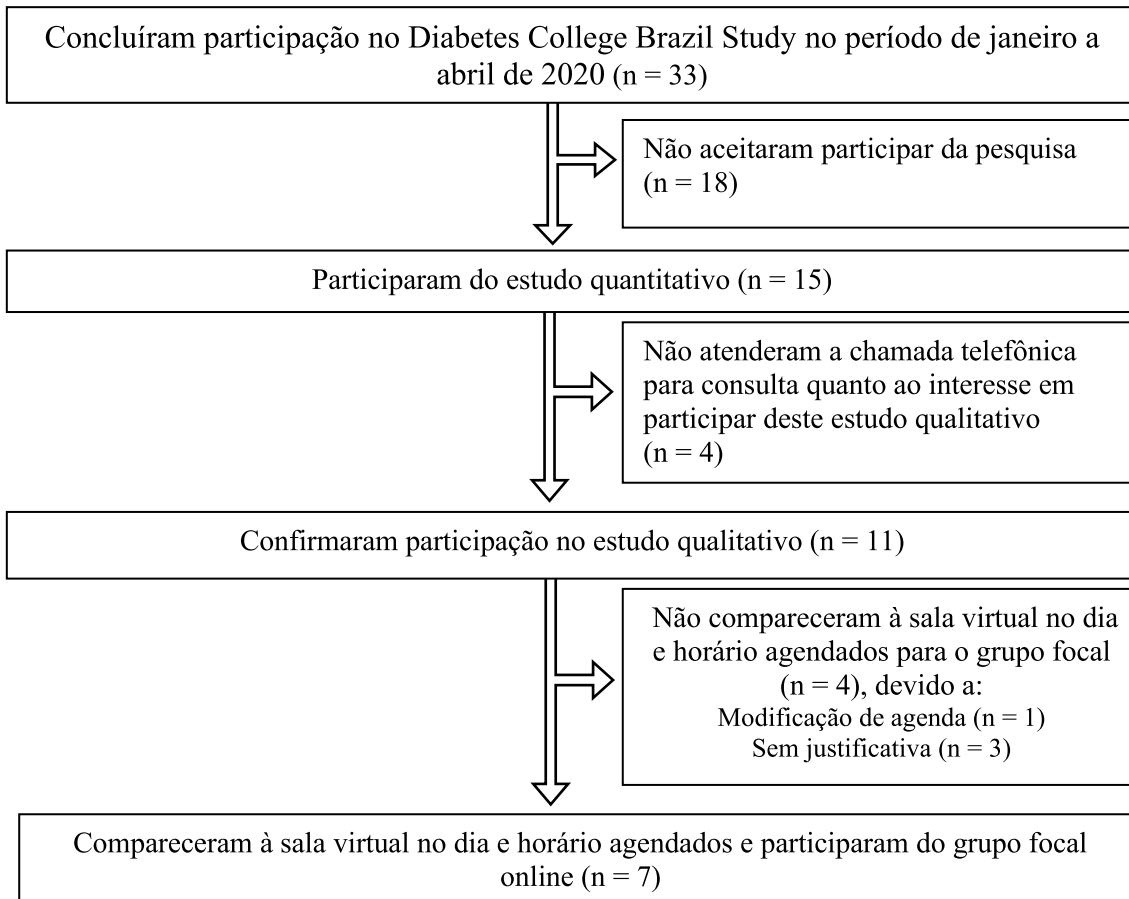 Concluíram participação no Diabetes College Brazil Study no período de janeiro a
abril de 2020 (n = 33)
Não aceitaram participar da pesquisa
(n = 18)
Participaram do estudo quantitativo (n = 15)
Não atenderam a chamada telefônica
para consulta quanto ao interesse em
participar deste estudo qualitativo
(n = 4)
Confirmaram participação no estudo qualitativo (n = 11)
Não compareceram à sala virtual no dia
e horário agendados para o grupo focal
(n = 4), devido a:
Modificação de agenda (n = 1)
Sem justificativa (n = 3)
Compareceram à sala virtual no dia e horário agendados e participaram do grupo focal
online (n = 7)